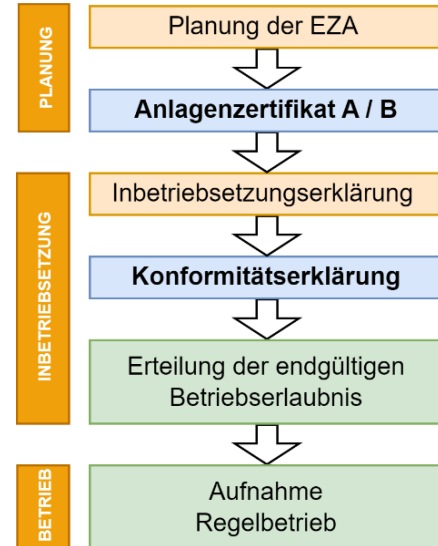 PLANUNG
Planung der EZA
Anlagenzertifikat A / B
INBETRIEBSETZUNG
Inbetriebsetzungserklärung
Konformitätserklärung
Erteilung der endgültigen
Betriebserlaubnis
BETRIEB
Aufnahme
Regelbetrieb